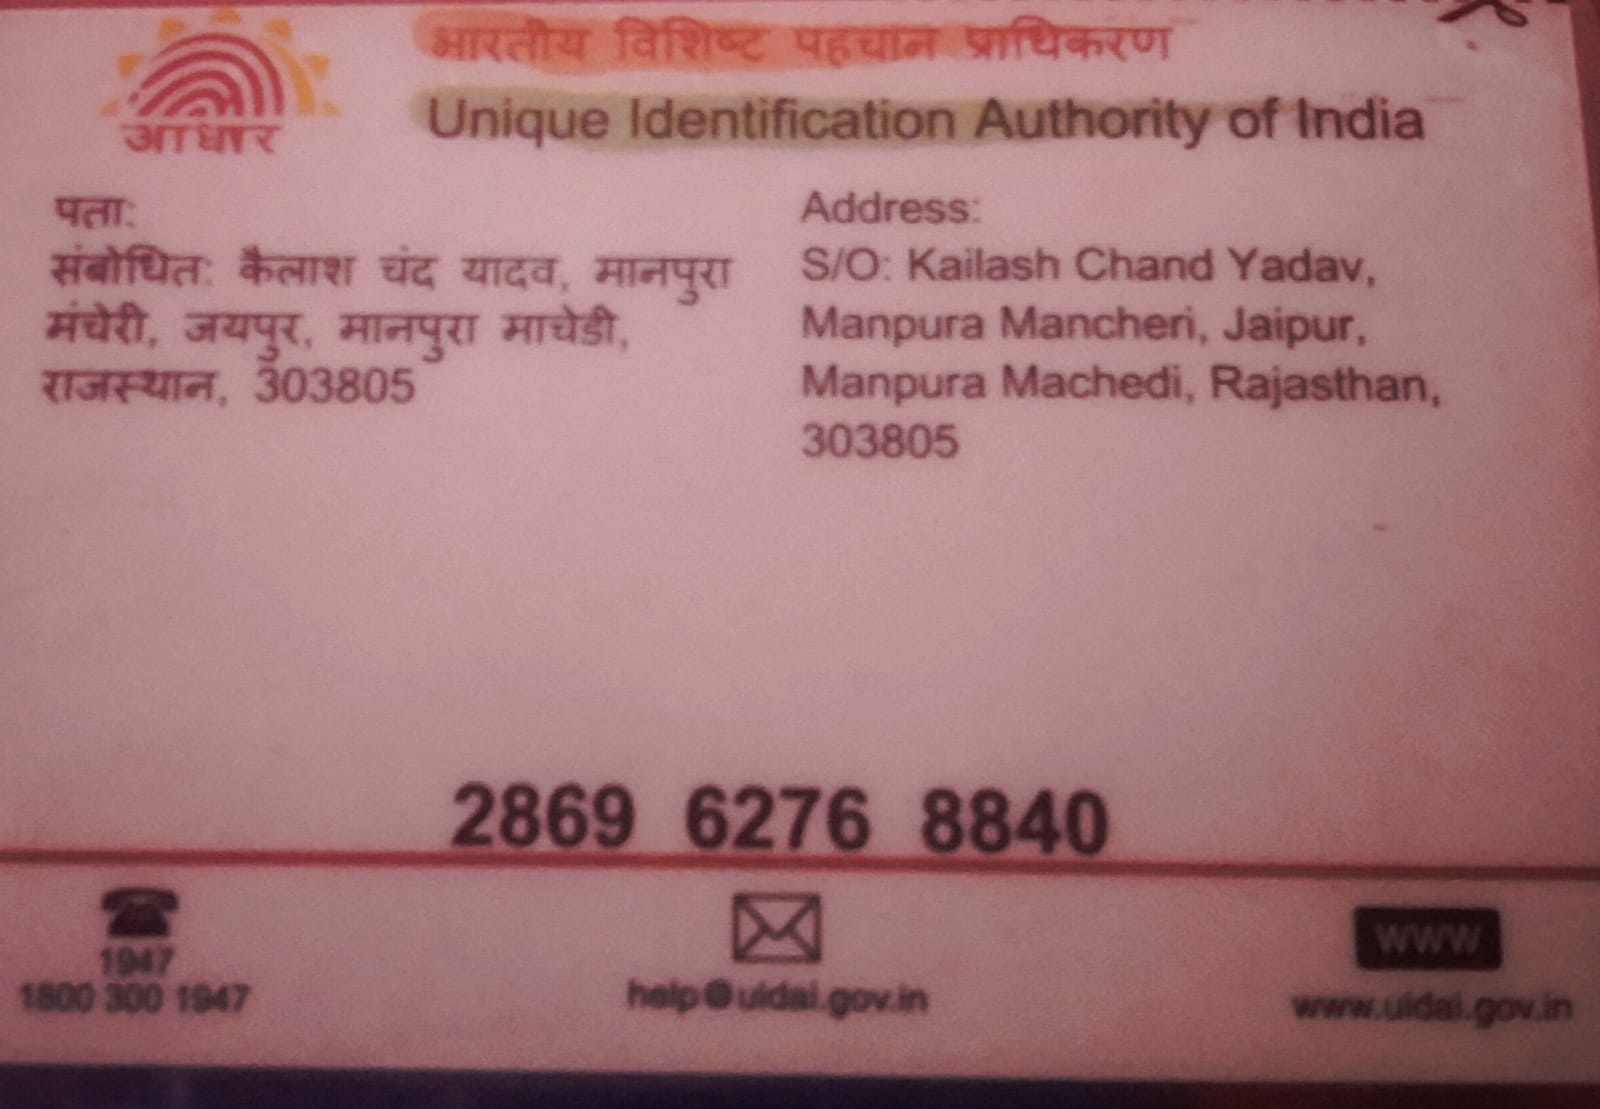 आधार
भारतीय विशिष्ट पहचान प्राधिकरण
Unique Identification Authority of India
पता:
संबोधित: कैलाश चंद यादव, मानपुरा
मंचेरी, जयपुर, मानपुरा माचेडी,
राजस्थान, 303805
Address:
S/O: Kailash Chand Yadav,
Manpura Mancheri, Jaipur,
Manpura Machedi, Rajasthan,
303805
2869 6276 8840
1947
1800 300 1947
help@uidai.gov.in
www
www.uidai.gov.in